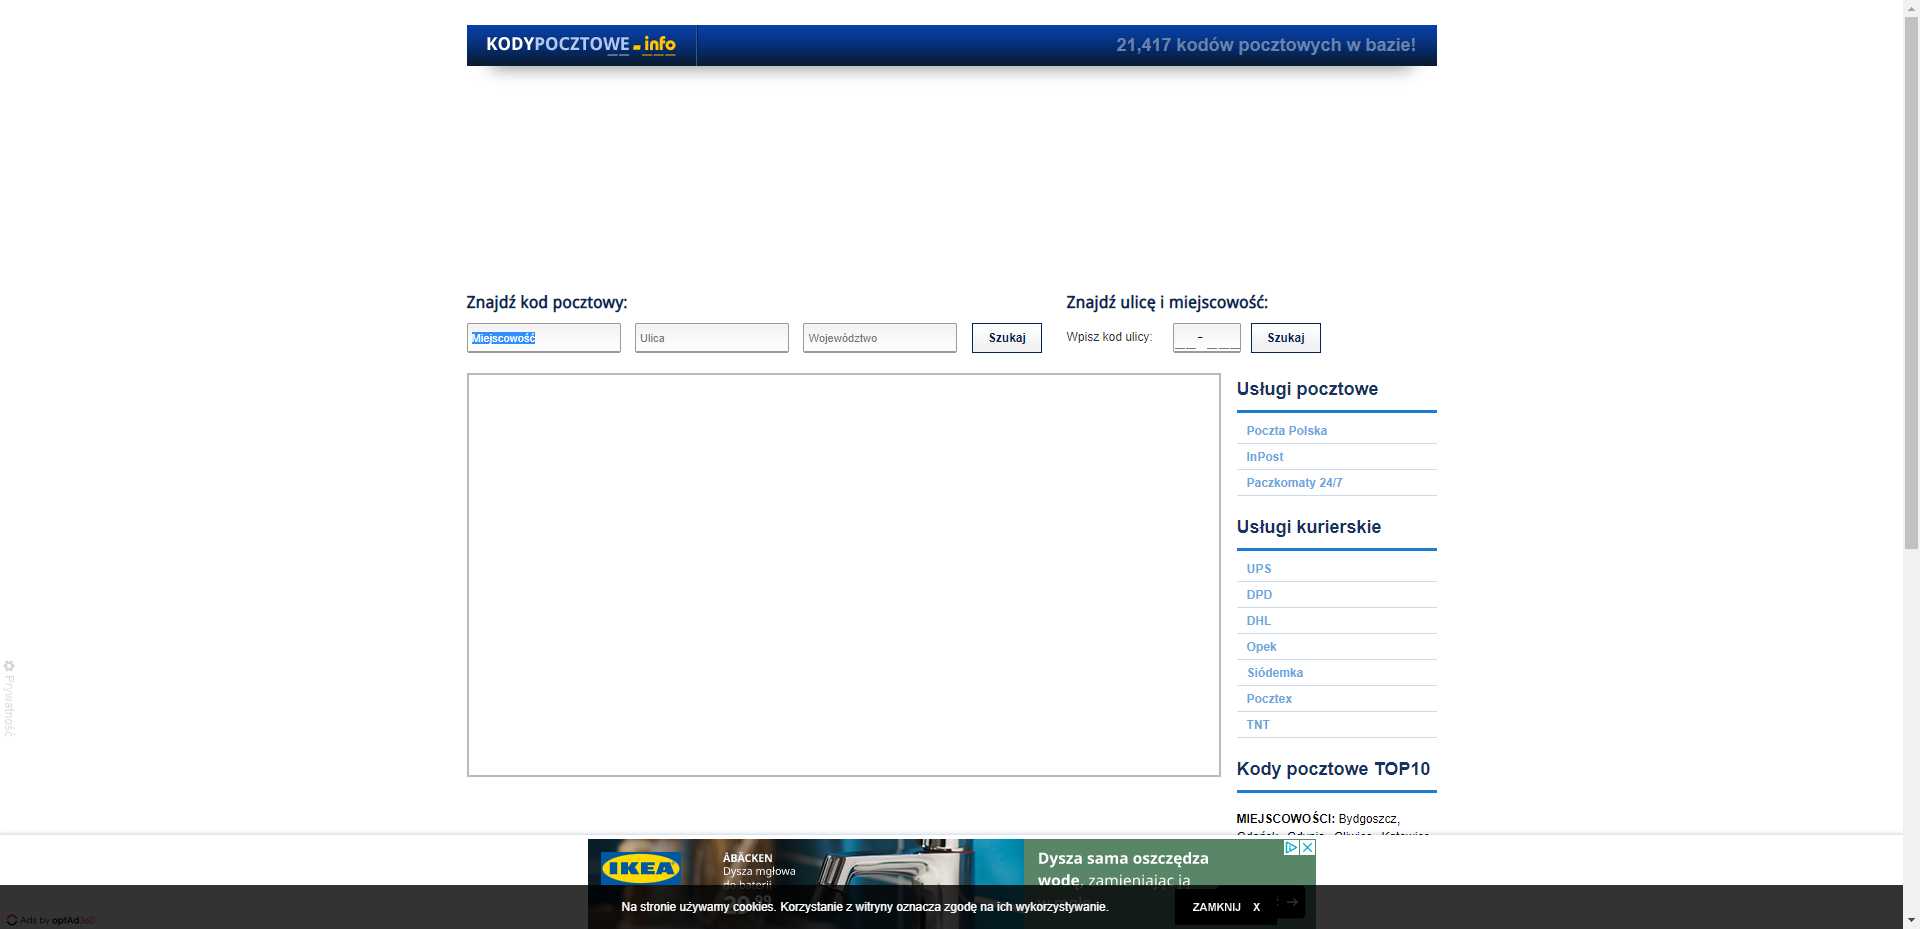 KODYPOCZTOWE-info
21,417 kodów pocztowych w bazie!
Znajdź kod pocztowy:
Znajdź ulicę i miejscowość:
Miejscowość
Ulica
Województwo
Szukaj
Wpisz kod ulicy:
__-___
Szukaj
Usługi pocztowe
Poczta Polska
InPost
Paczkomaty 24/7
Usługi kurierskie
UPS
DPD
DHL
Opek
Siódemka
Pocztex
TNT
Kody pocztowe TOP10
MIEJSCOWOŚCI: Bydgoszcz,
Prywatność
IKEA
ÅBÄCKEN
Dysza mgłowa
do baterii
Dysza sama oszczędza
wodę, zamieniając ją
Na stronie używamy cookies. Korzystanie z witryny oznacza zgodę na ich wykorzystywanie.
ZAMKNIJ X
Ads by optAd360